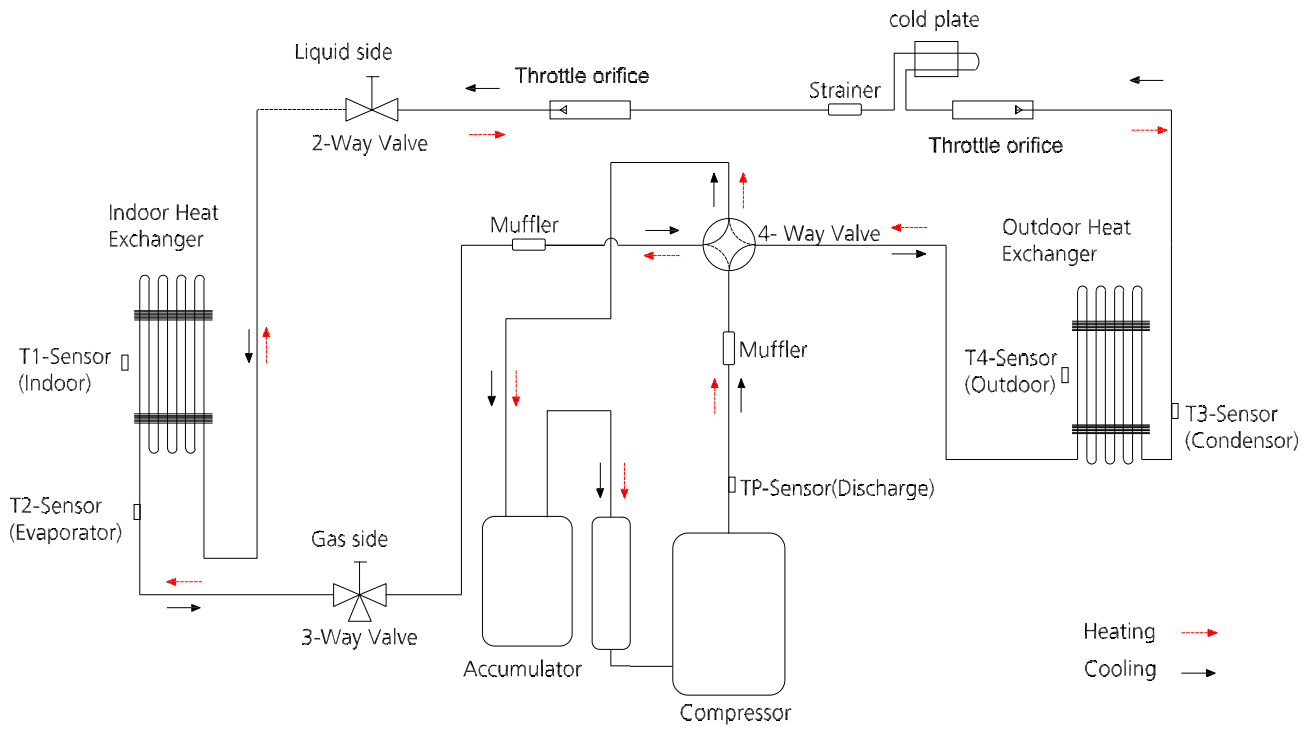 cold plate
Liquid side
Throttle orifice
Strainer
2-Way Valve
Throttle orifice
Indoor Heat
Exchanger
Muffler
4- Way Valve
Outdoor Heat
Exchanger
Muffler
T1-Sensor
(Indoor)
T4-Sensor
(Outdoor)
T3-Sensor
(Condensor)
TP-Sensor(Discharge)
T2-Sensor
(Evaporator)
Gas side
3-Way Valve
Accumulator
Compressor
Heating
Cooling